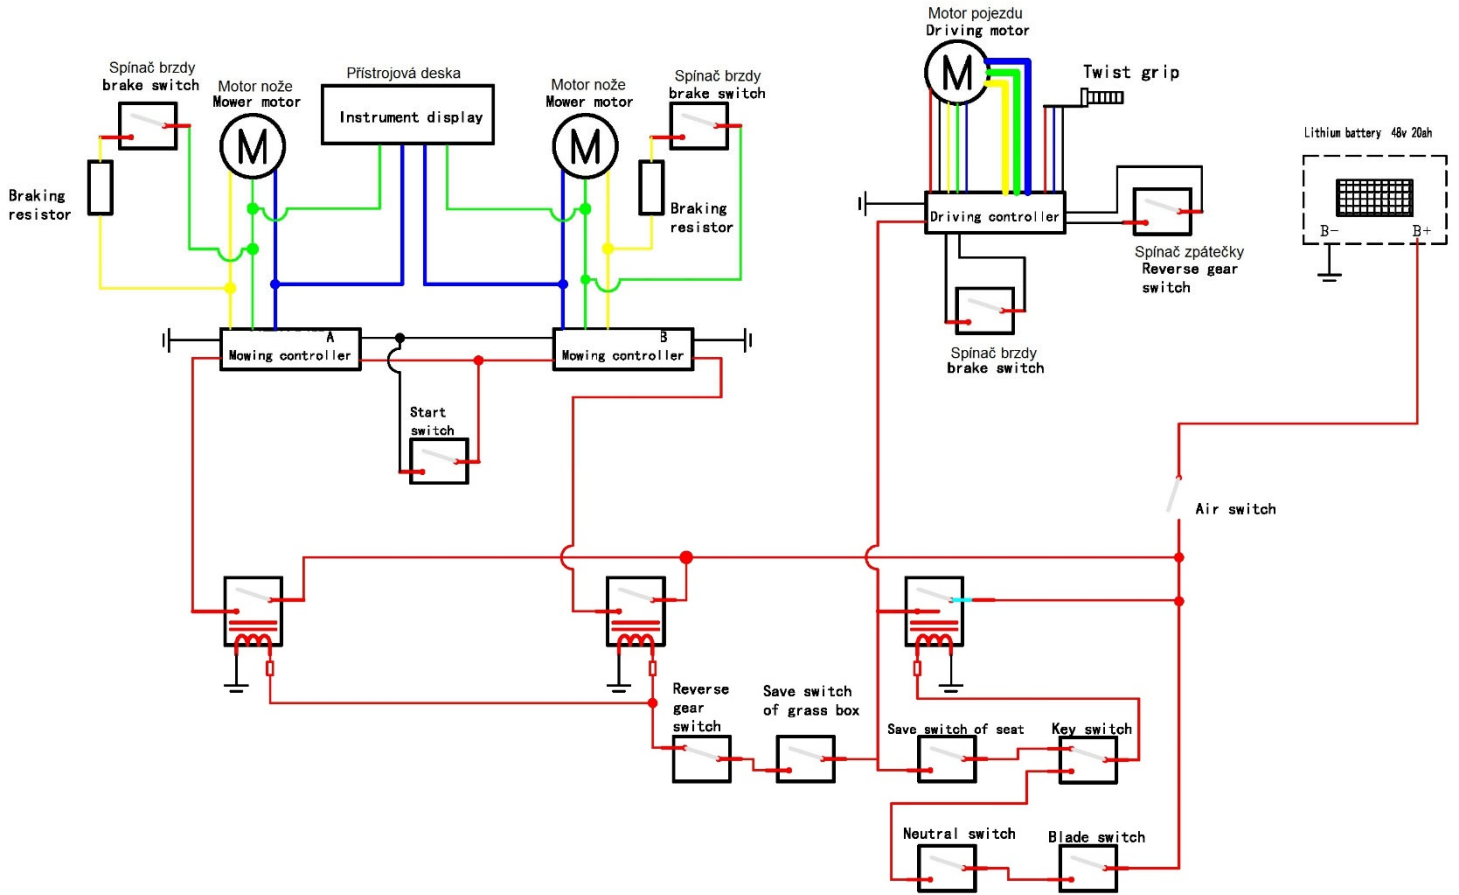 Motor pojezdu
Driving motor
Spínač brzdy
brake switch
Motor nože
Mower motor
Přístrojová deska
Instrument display
Motor nože
Mower motor
Spínač brzdy
brake switch
Twist grip
Lithium battery 48v 20ah
M
M
M
Braking
resistor
Braking
resistor
Driving controller
B-
B+
Spínač zpátečky
Reverse gear
switch
A
Mowing controller
B
Mowing controller
Spínač brzdy
brake switch
Start
switch
Air switch
Reverse
gear
switch
Save switch
of grass box
Save switch of seat
Key switch
Neutral switch
Blade switch